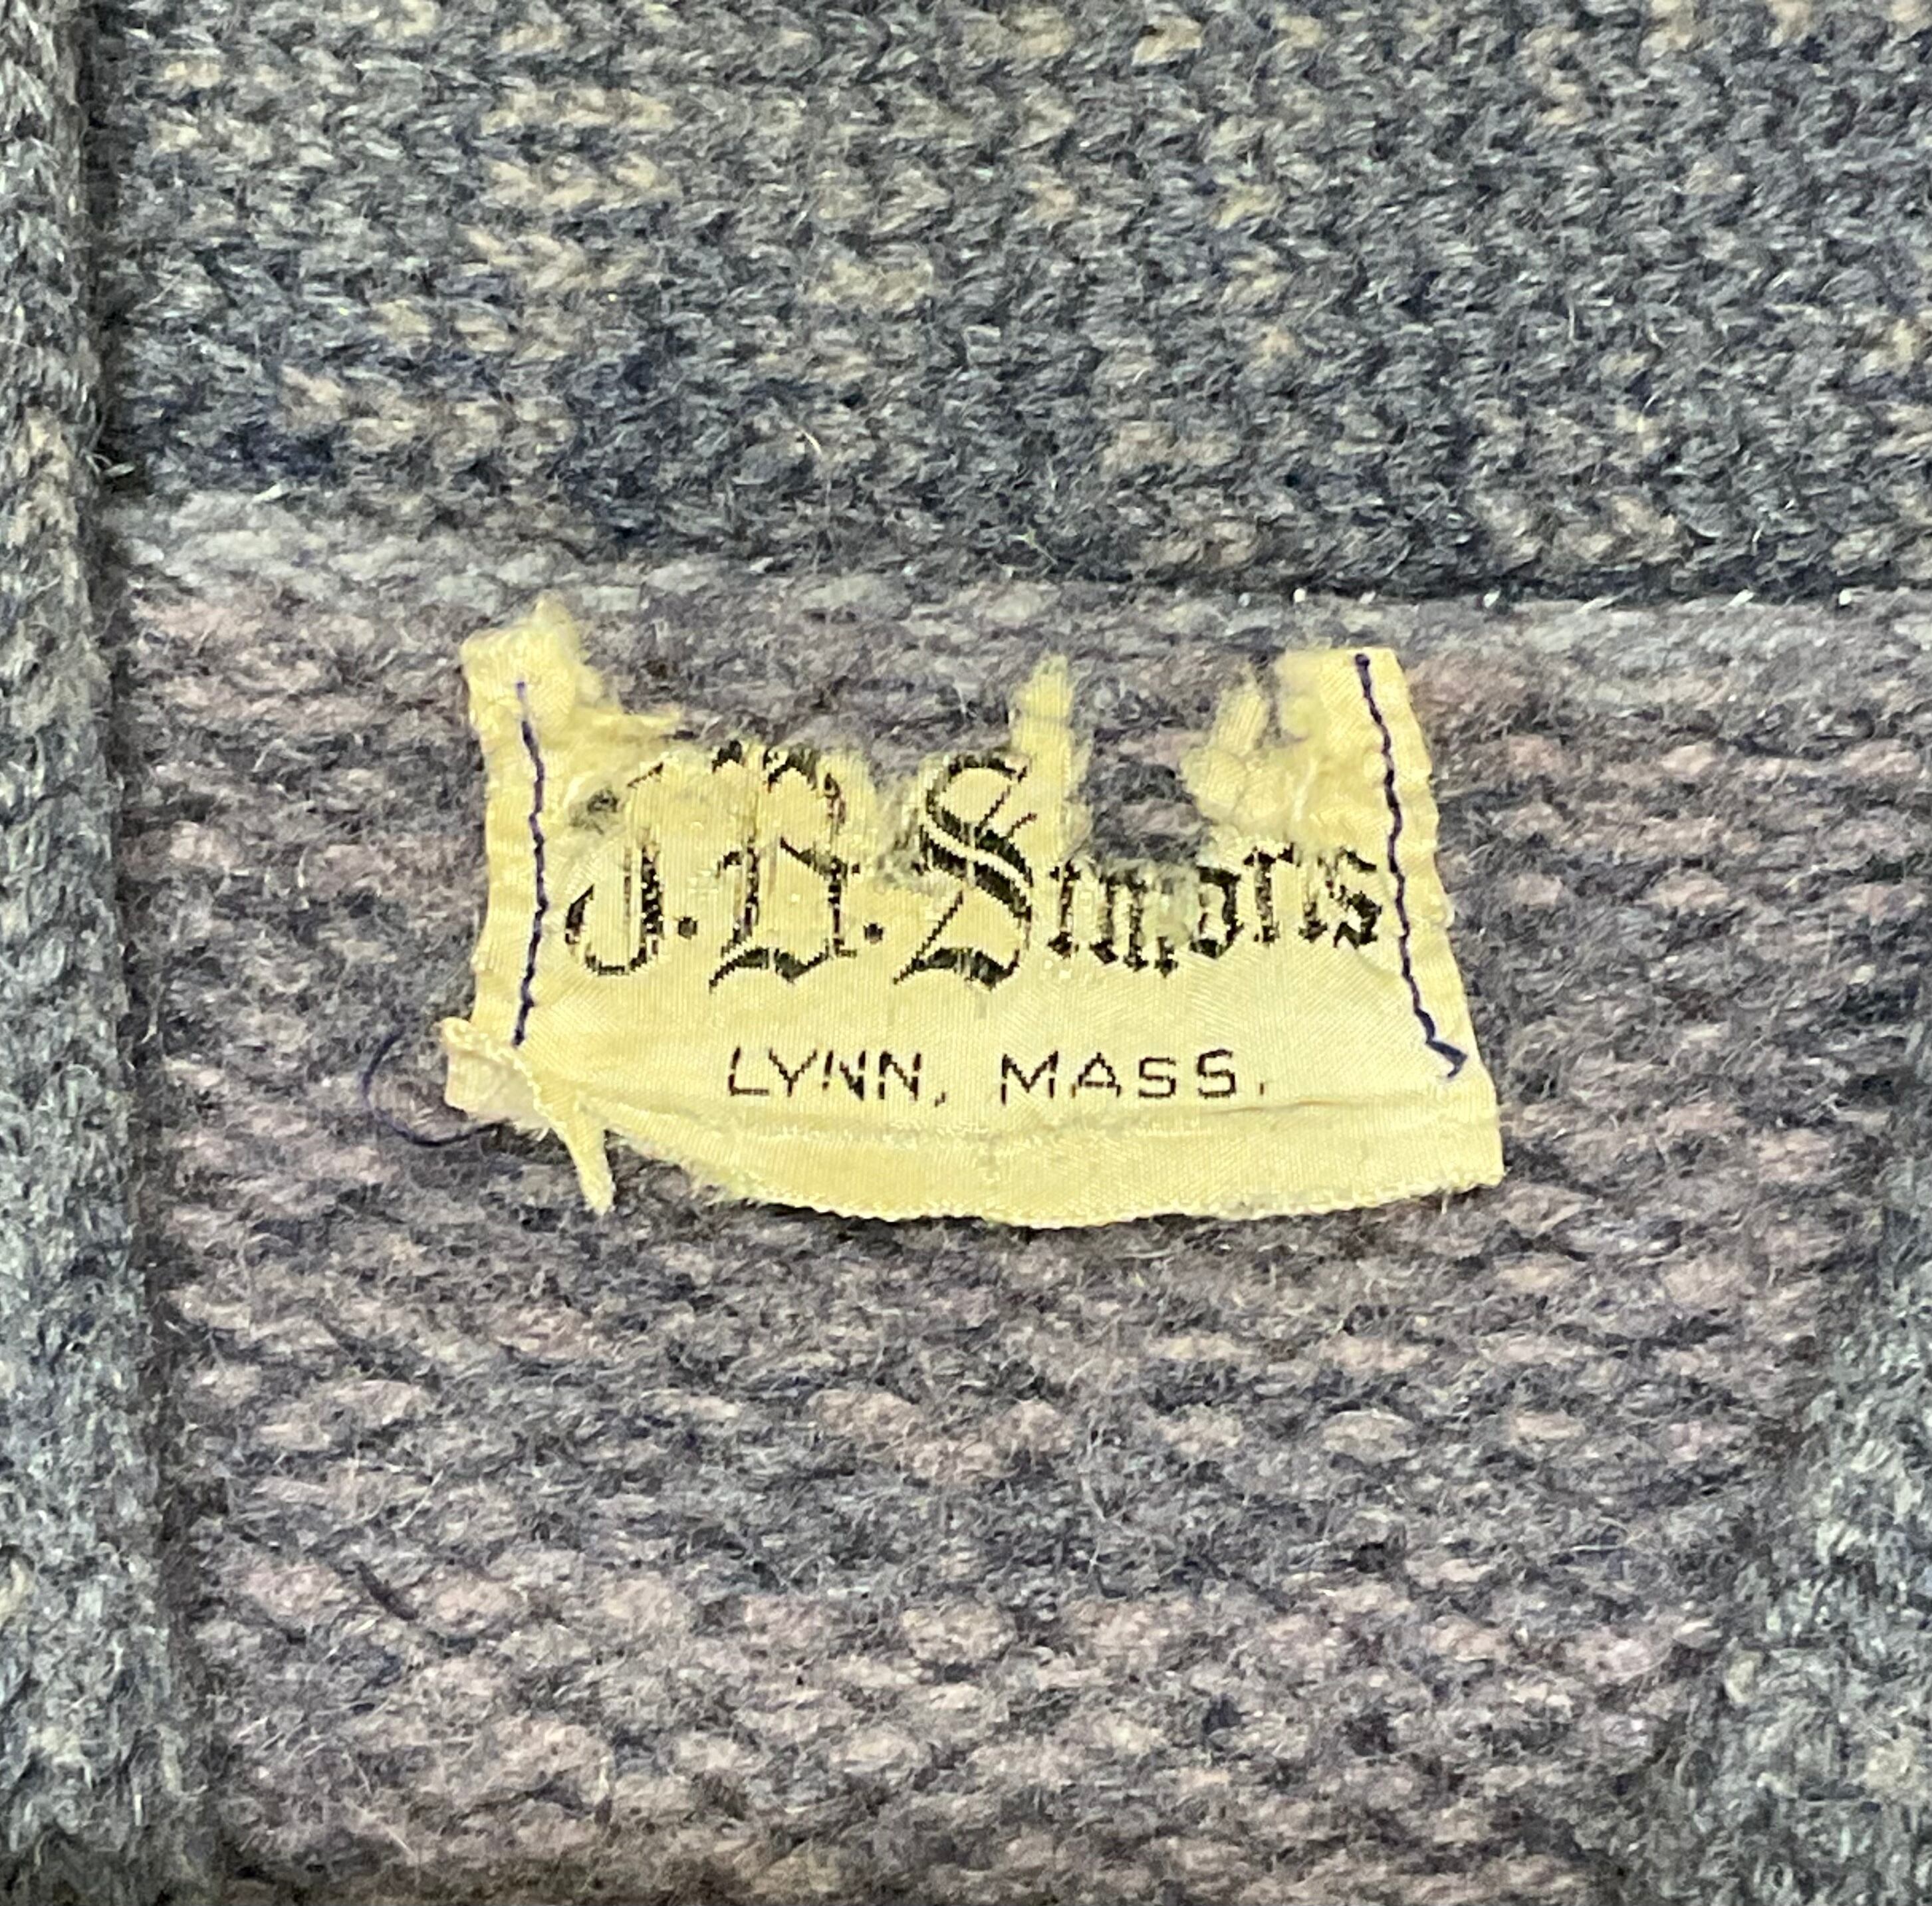 J.B. Simons
LYNN, MASS.